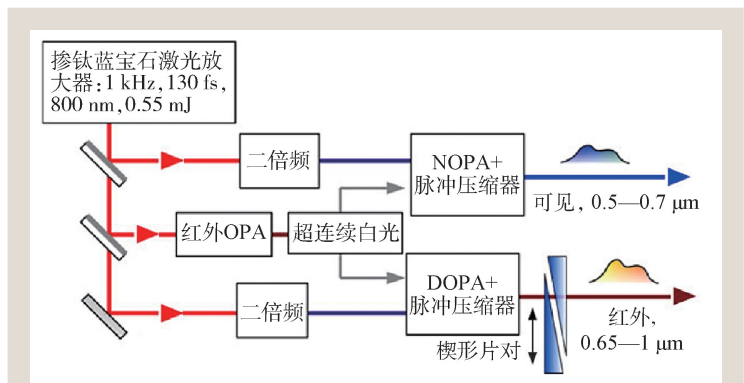 掺钛蓝宝石激光放
大器:1 kHz,130 fs,
800 nm,0.55 mJ
二倍频
NOPA+
脉冲压缩器
可见, 0.5—0.7 μm
红外OPA
超连续白光
二倍频
DOPA+
脉冲压缩器
楔形片对
红外,
0.65—1 μm